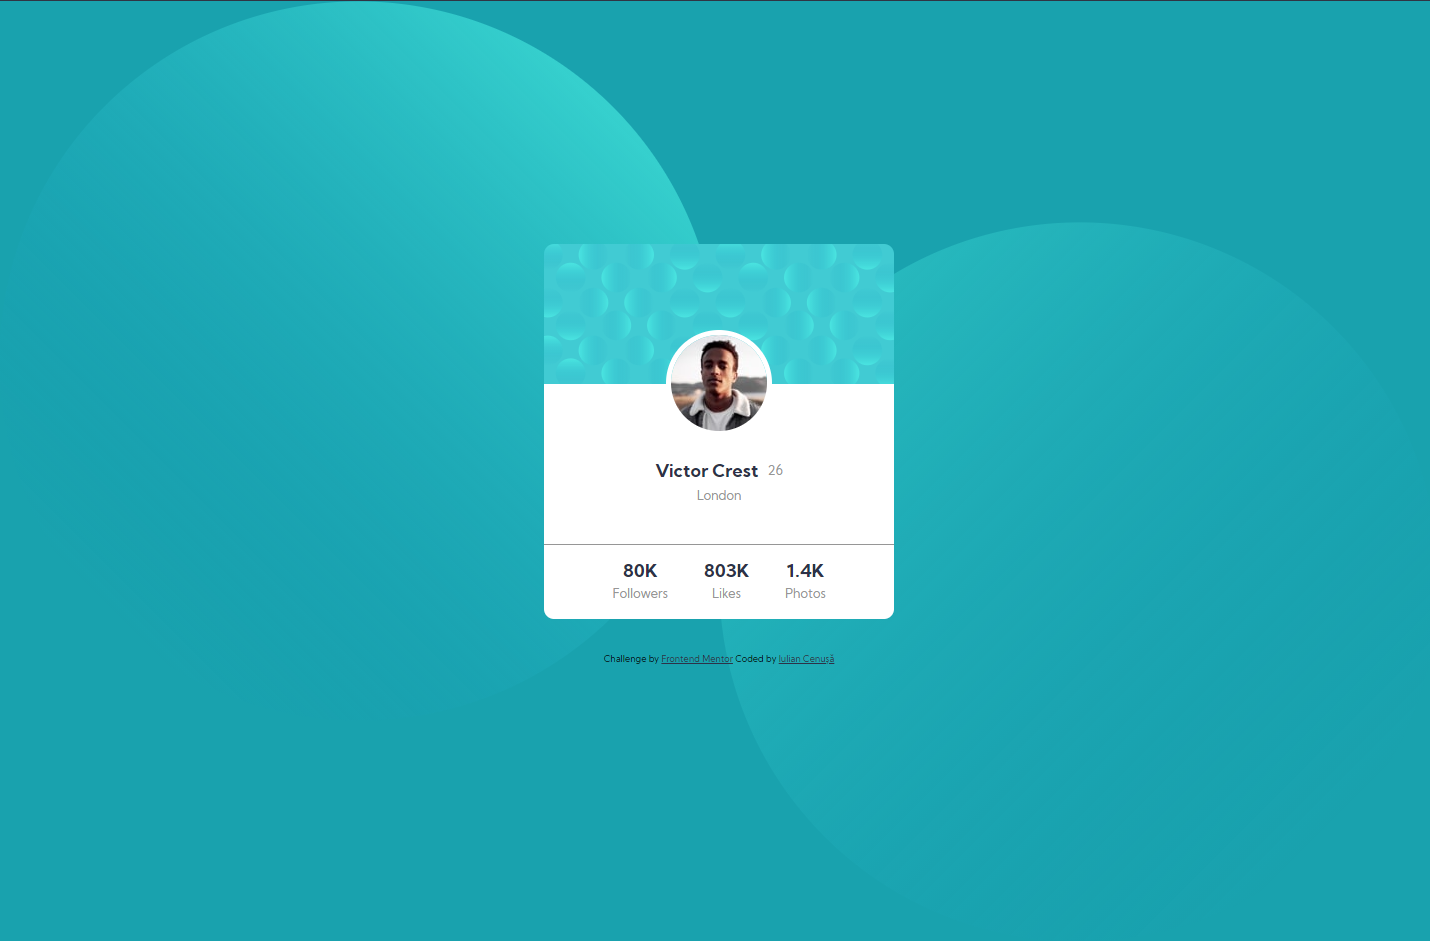 Victor Crest 26
London
80K 803K 1.4K
Followers Likes Photos
Challenge by Frontend Mentor Coded by Iulian Cenușă